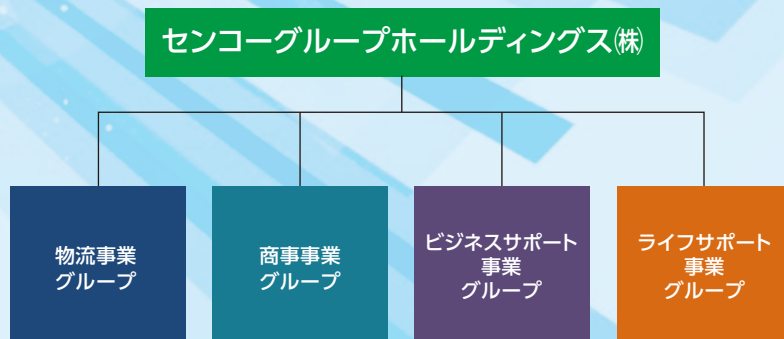 センコーグループホールディングス㈱
物流事業
グループ
商事事業
グループ
ビジネスサポート
事業
グループ
ライフサポート
事業
グループ